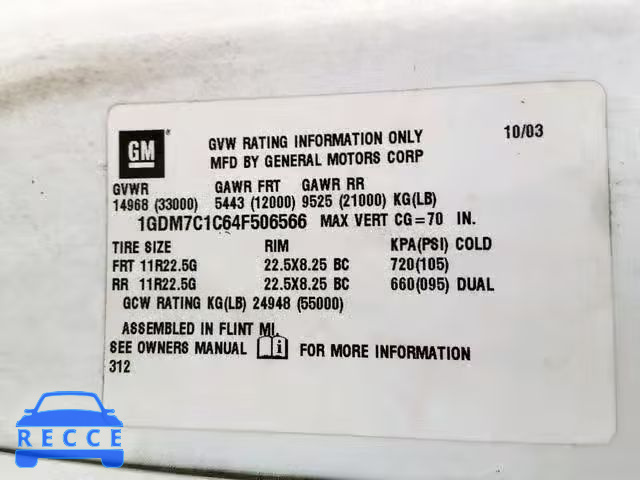 GM
GVW RATING INFORMATION ONLY
10/03
MFD BY GENERAL MOTORS CORP
GVWR GAWR FRT GAWR RR
14968 (33000) 5443 (12000) 9525 (21000) KG(LB)
1GDM7C1C64F506566 MAX VERT CG=70 IN.
TIRE SIZE RIM KPA(PSI) COLD
FRT 11R22.5G 22.5X8.25 BC 720(105)
RR 11R22.5G 22.5X8.25 BC 660(095) DUAL
GCW RATING KG(LB) 24948 (55000)
ASSEMBLED IN FLINT MI.
SEE OWNERS MANUAL i FOR MORE INFORMATION
312
RECCE